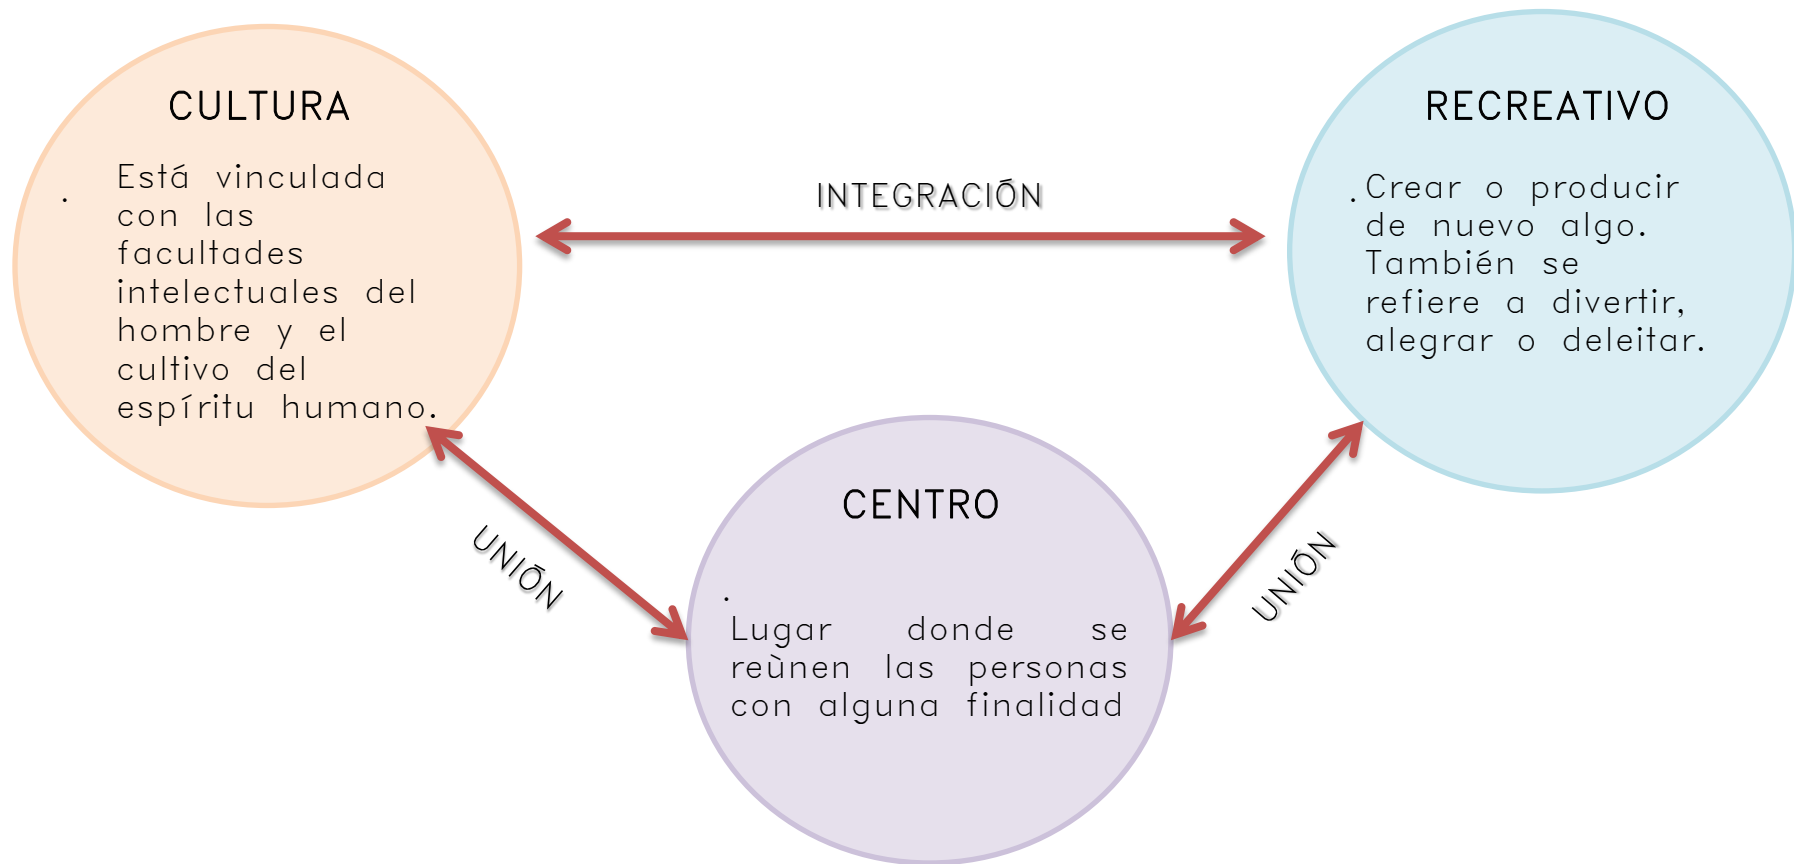 CULTURA
. Está vinculada
con las
facultades
intelectuales del
hombre y el
cultivo del
espíritu humano.
INTEGRACIÓN
RECREATIVO
. Crear o producir
de nuevo algo.
También se
refiere a divertir,
alegrar o deleitar.
UNIÓN
CENTRO
.
Lugar donde se
reùnen las personas
con alguna finalidad
UNIÓN